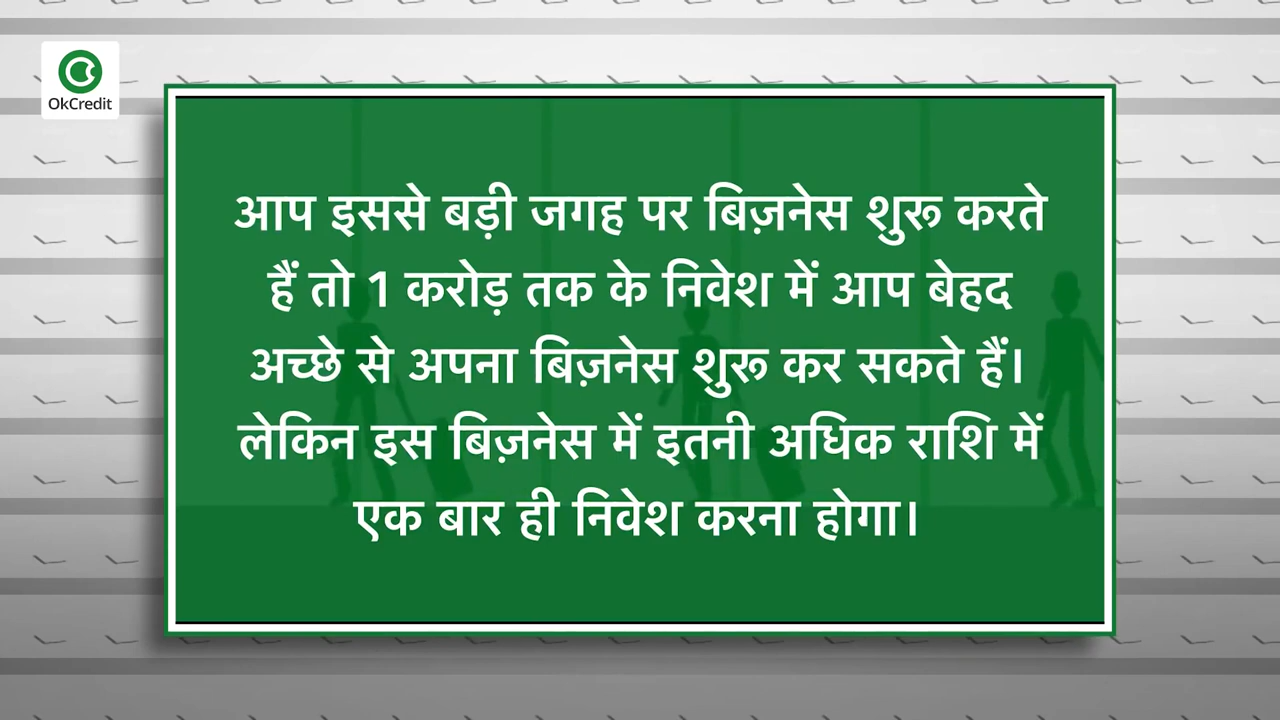 OkCredit
आप इससे बड़ी जगह पर बिज़नेस शुरू करते
हैं तो 1 करोड़ तक के निवेश में आप बेहद
अच्छे से अपना बिज़नेस शुरू कर सकते हैं।
लेकिन इस बिज़नेस में इतनी अधिक राशि में
एक बार ही निवेश करना होगा।